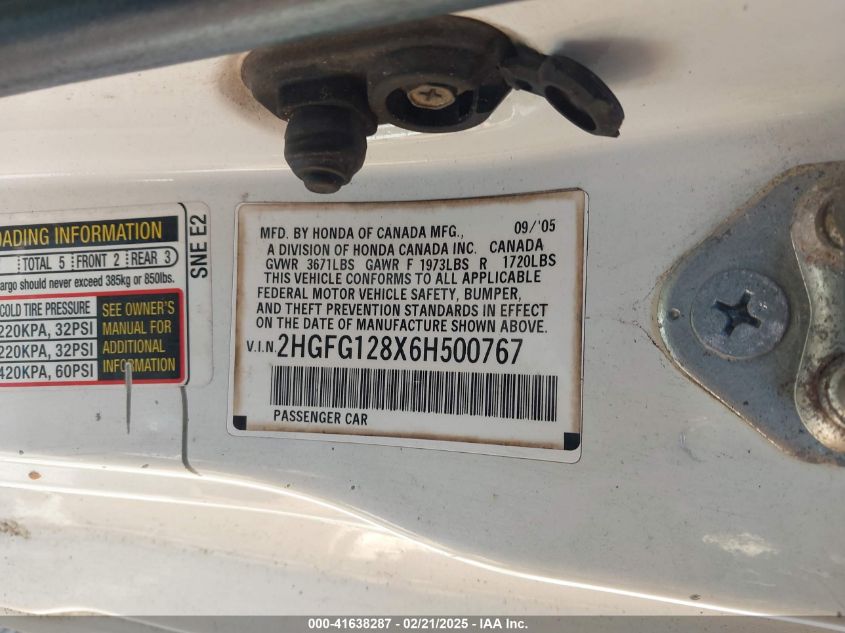 OADING INFORMATION
TOTAL 5 FRONT 2 REAR 3
argo should never exceed 385kg or 850lbs.
COLD TIRE PRESSURE
220KPA, 32PSI
220KPA, 32PSI
420KPA, 60PSI
SEE OWNER'S
MANUAL FOR
ADDITIONAL
INFORMATION
SNE E2
MFD. BY HONDA OF CANADA MFG., 09/'05
A DIVISION OF HONDA CANADA INC. CANADA
GVWR 3671LBS GAWR F 1973LBS R 1720LBS
THIS VEHICLE CONFORMS TO ALL APPLICABLE
FEDERAL MOTOR VEHICLE SAFETY, BUMPER,
AND THEFT PREVENTION STANDARDS IN EFFECT
ON THE DATE OF MANUFACTURE SHOWN ABOVE.
V.I.N. 2HGFG128X6H500767
PASSENGER CAR
000-41638287 - 02/21/2025 - IAA Inc.